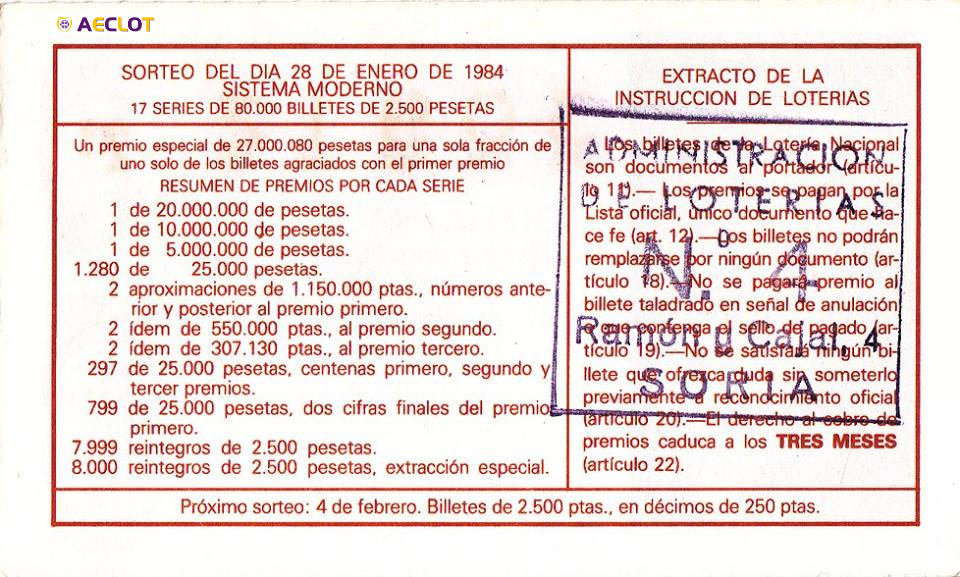 AECLOT
SORTEO DEL DIA 28 DE ENERO DE 1984
SISTEMA MODERNO
17 SERIES DE 80.000 BILLETES DE 2.500 PESETAS
Un premio especial de 27.000.080 pesetas para una sola fracción de
uno solo de los billetes agraciados con el primer premio
RESUMEN DE PREMIOS POR CADA SERIE
1 de 20.000.000 de pesetas.
1 de 10.000.000 de pesetas.
1 de 5.000.000 de pesetas.
1.280 de 25.000 pesetas.
2 aproximaciones de 1.150.000 ptas., números ante-
rior y posterior al premio primero.
2 ídem de 550.000 ptas., al premio segundo.
2 ídem de 307.130 ptas., al premio tercero.
297 de 25.000 pesetas, centenas primero, segundo y
tercer premios.
799 de 25.000 pesetas, dos cifras finales del premio
primero.
7.999 reintegros de 2.500 pesetas.
8.000 reintegros de 2.500 pesetas, extracción especial.
EXTRACTO DE LA
INSTRUCCION DE LOTERIAS
Los billetes de la Lotería Nacional
son documentos al portador (artícu-
lo 11).— Los premios se pagan por la
Lista oficial, único documento que ha-
ce fe (art. 12).—Los billetes no podrán
remplazarse por ningún documento (ar-
tículo 18).—No se pagará premio al
billete taladrado en señal de anulación
o que contenga el sello de pagado (ar-
tículo 19).—No se satisfará ningún bi-
llete que ofrezca duda sin someterlo
previamente a reconocimiento oficial
(artículo 20).—El derecho al cobro de
premios caduca a los TRES MESES
(artículo 22).
ADMINISTRACION
DE LOTERIAS
N.º 4
Ramón y Cajal, 4
SORIA
Próximo sorteo: 4 de febrero. Billetes de 2.500 ptas., en décimos de 250 ptas.